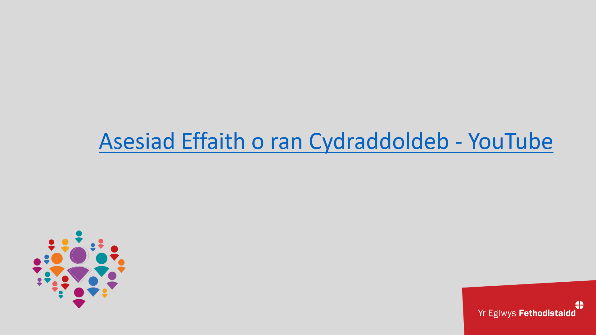 Asesiad Effaith o ran Cydraddoldeb - YouTube
Yr Eglwys Fethodistaidd